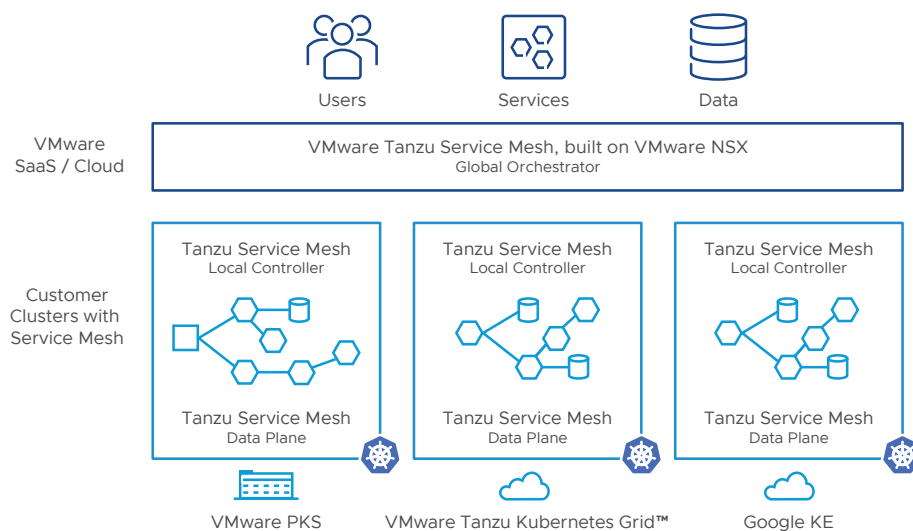 Users
Services
Data
VMware
SaaS / Cloud
VMware Tanzu Service Mesh, built on VMware NSX
Global Orchestrator
Customer
Clusters with
Service Mesh
Tanzu Service Mesh
Local Controller
Tanzu Service Mesh
Data Plane
VMware PKS
Tanzu Service Mesh
Local Controller
Tanzu Service Mesh
Data Plane
VMware Tanzu Kubernetes Grid™
Tanzu Service Mesh
Local Controller
Tanzu Service Mesh
Data Plane
Google KE